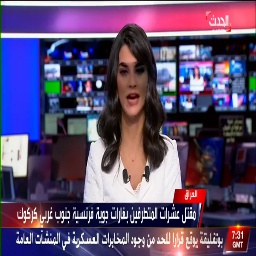 الحدث
العراق
مقتل عشرات المتطرفين بغارات جوية فرنسية جنوب غربي كركوك
7:31
GMT
بوتفليقة يوقع قرارا للحد من وجود المخابرات العسكرية في المنشآت العامة